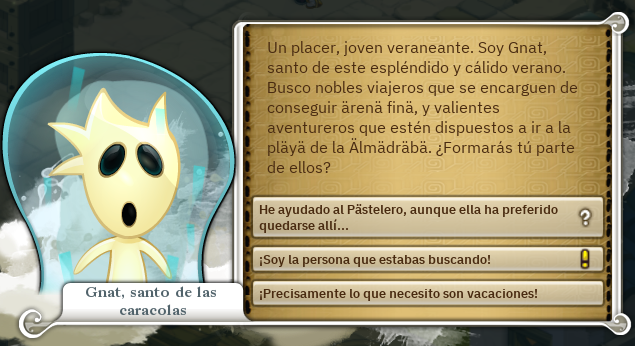 Un placer, joven veraneante. Soy Gnat,
santo de este espléndido y cálido verano.
Busco nobles viajeros que se encarguen de
conseguir ärenä finä, y valientes
aventureros que estén dispuestos a ir a la
pläyä de la Älmädräbä. ¿Formarás tú parte
de ellos?
He ayudado al Pästelero, aunque ella ha preferido
quedarse allí...
¡Soy la persona que estabas buscando!
¡Precisamente lo que necesito son vacaciones!
Gnat, santo de las
caracolas